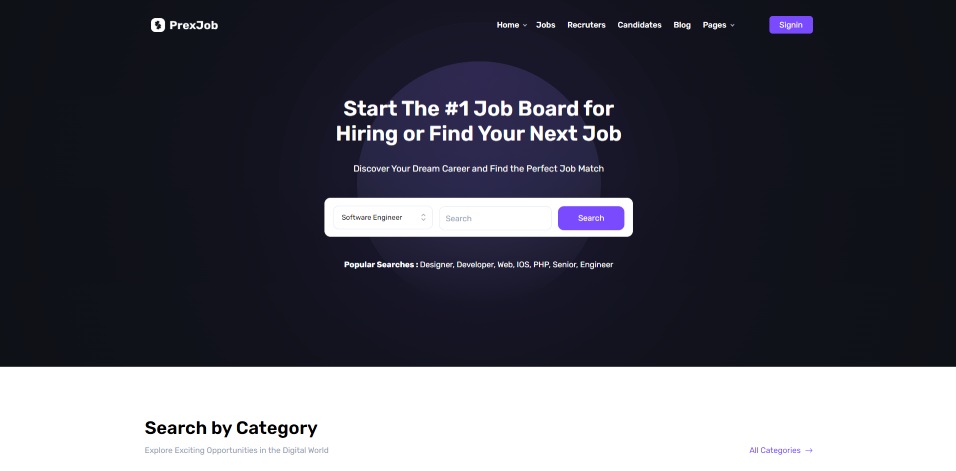 PrexJob
Home Jobs Recruters Candidates Blog Pages Signin
Start The #1 Job Board for
Hiring or Find Your Next Job
Discover Your Dream Career and Find the Perfect Job Match
Software Engineer Search Search
Popular Searches : Designer, Developer, Web, IOS, PHP, Senior, Engineer
Search by Category
Explore Exciting Opportunities in the Digital World
All Categories →